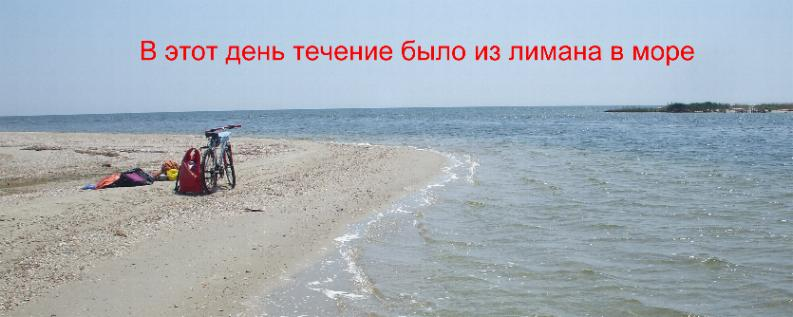 В этот день течение было из лимана в море